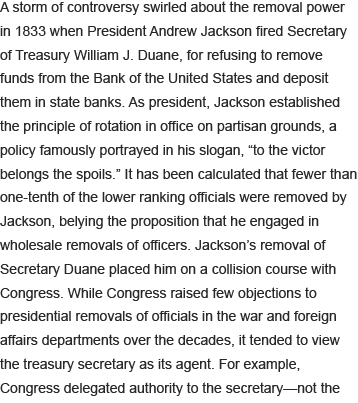 A storm of controversy swirled about the removal power
in 1833 when President Andrew Jackson fired Secretary
of Treasury William J. Duane, for refusing to remove
funds from the Bank of the United States and deposit
them in state banks. As president, Jackson established
the principle of rotation in office on partisan grounds, a
policy famously portrayed in his slogan, “to the victor
belongs the spoils.” It has been calculated that fewer than
one-tenth of the lower ranking officials were removed by
Jackson, belying the proposition that he engaged in
wholesale removals of officers. Jackson’s removal of
Secretary Duane placed him on a collision course with
Congress. While Congress raised few objections to
presidential removals of officials in the war and foreign
affairs departments over the decades, it tended to view
the treasury secretary as its agent. For example,
Congress delegated authority to the secretary—not the